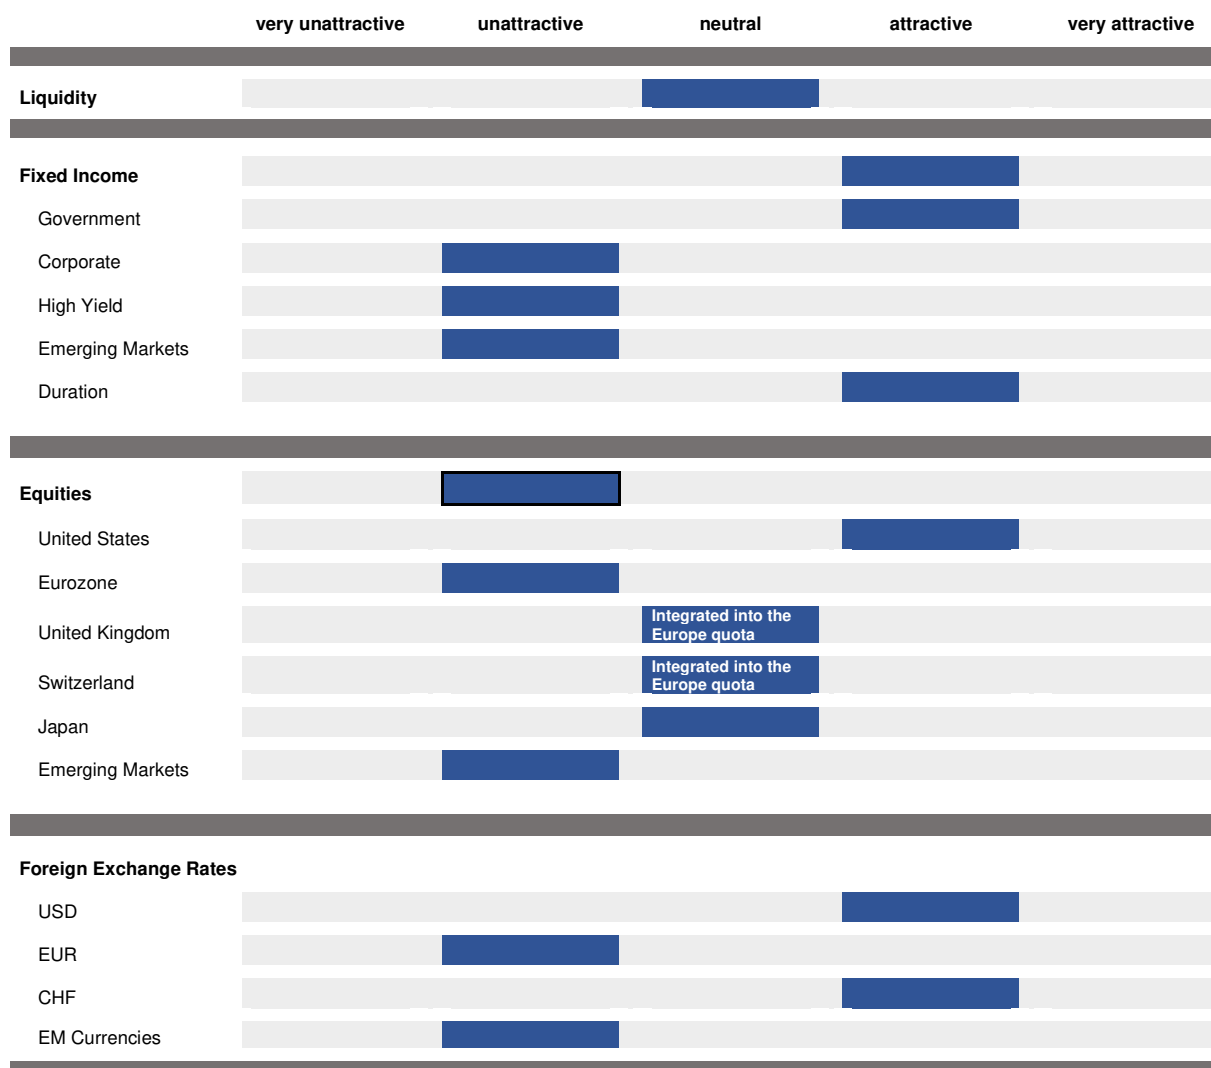 very unattractive unattractive neutral attractive very attractive
Liquidity
Fixed Income
Government
Corporate
High Yield
Emerging Markets
Duration
Equities
United States
Eurozone
United Kingdom
Integrated into the
Europe quota
Switzerland
Integrated into the
Europe quota
Japan
Emerging Markets
Foreign Exchange Rates
USD
EUR
CHF
EM Currencies